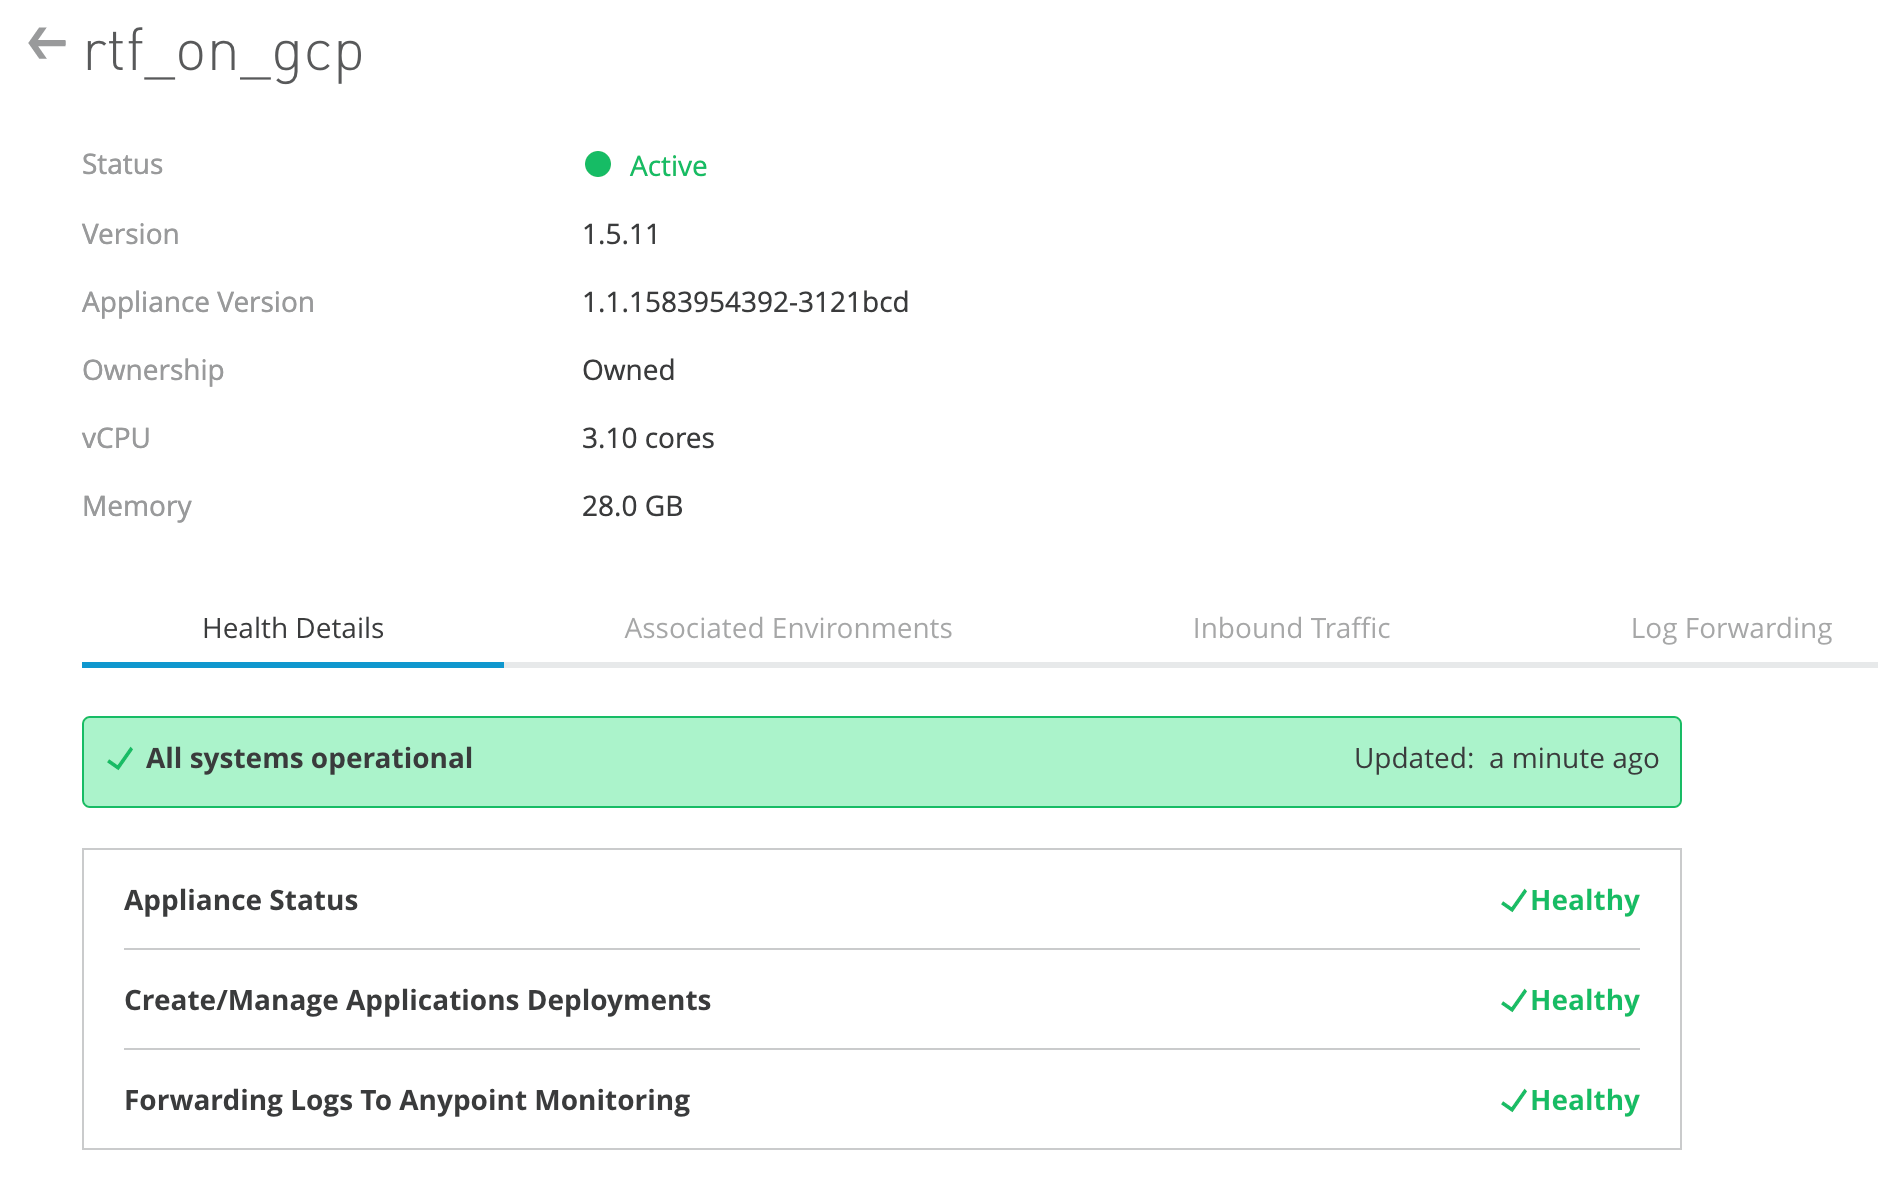 rtf_on_gcp
Status Active
Version 1.5.11
Appliance Version 1.1.1583954392-3121bcd
Ownership Owned
vCPU 3.10 cores
Memory 28.0 GB
Health Details Associated Environments Inbound Traffic Log Forwarding
All systems operational Updated: a minute ago
Appliance Status Healthy
Create/Manage Applications Deployments Healthy
Forwarding Logs To Anypoint Monitoring Healthy